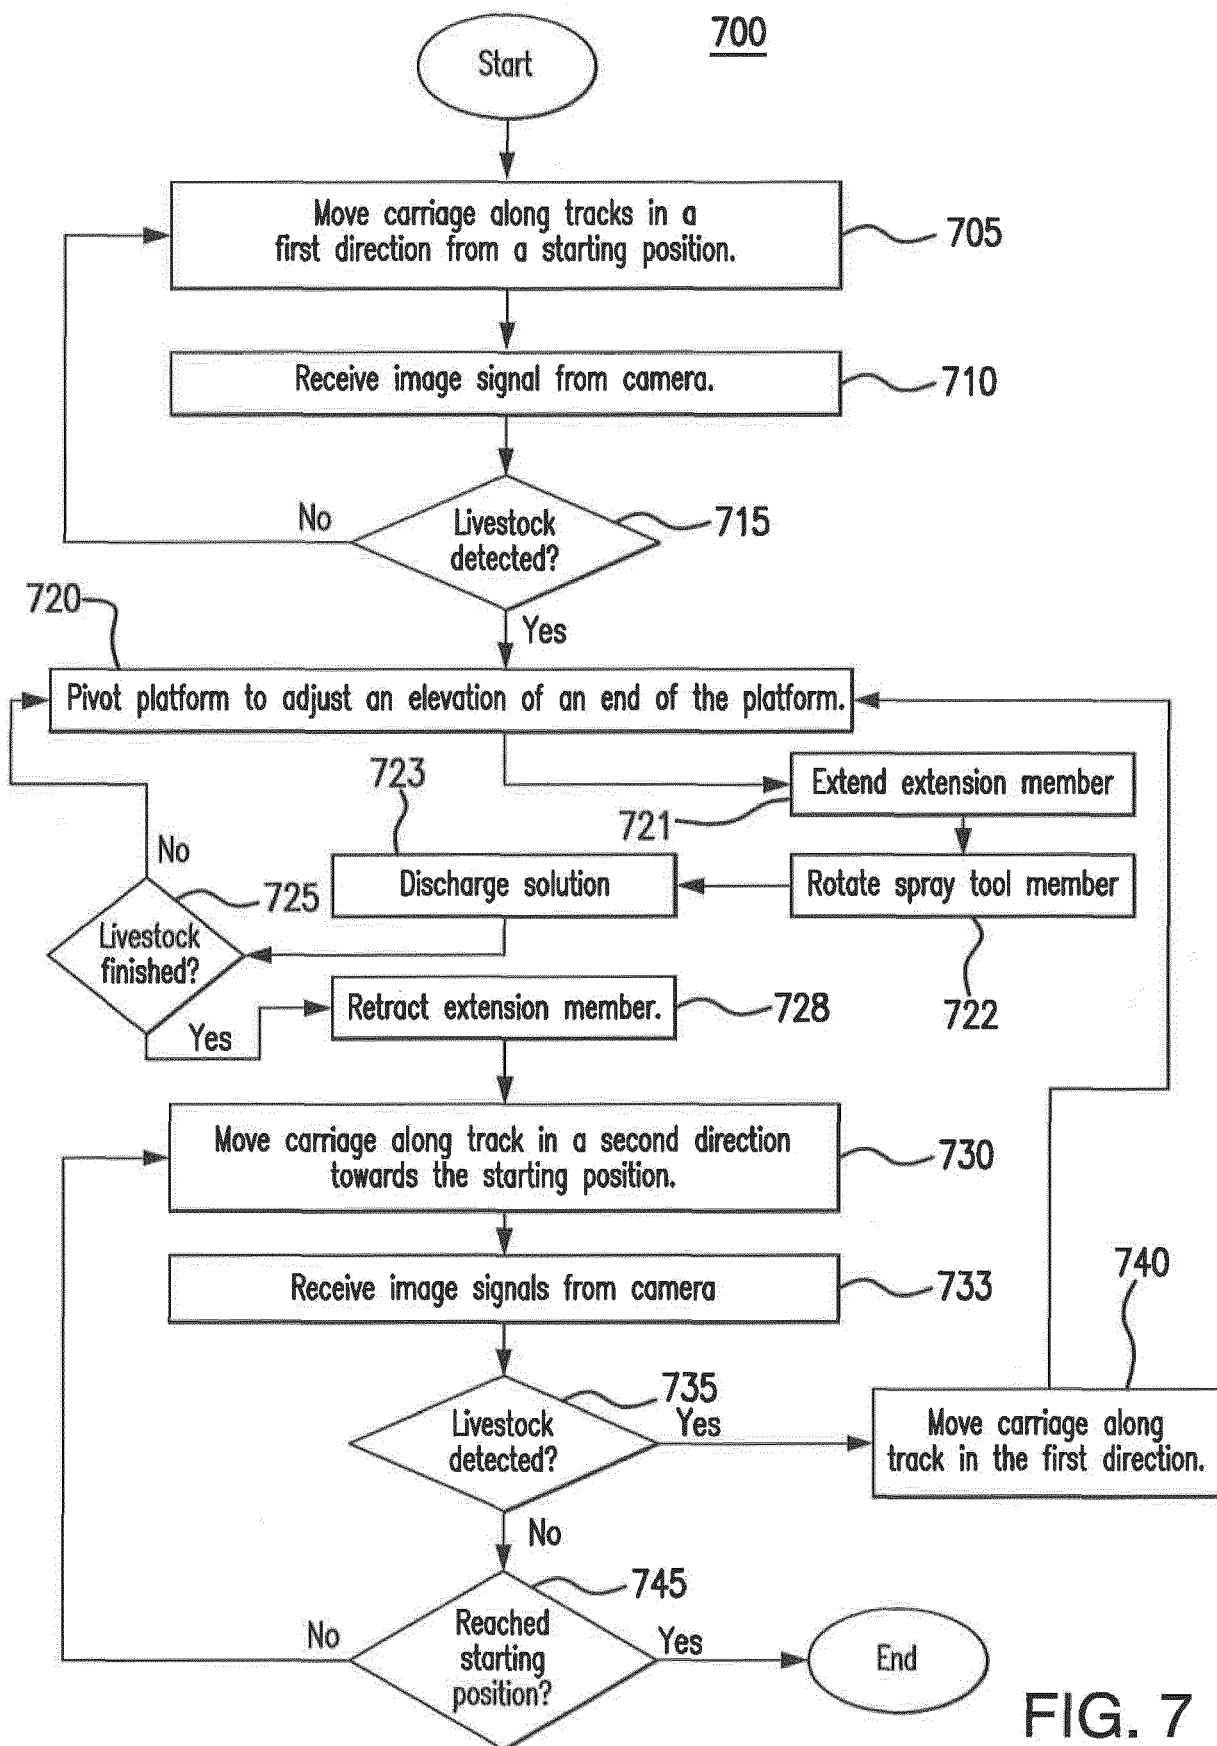 700
Start
Move carriage along tracks in a
first direction from a starting position.
705
Receive image signal from camera.
710
No
Livestock
detected?
715
720
Yes
Pivot platform to adjust an elevation of an end of the platform.
723
Extend extension member
721
No
Discharge solution
Rotate spray tool member
725
Livestock
finished?
722
Retract extension member.
728
Yes
Move carriage along track in a second direction
towards the starting position.
730
Receive image signals from camera
733
740
735
Livestock
detected?
Yes
Move carriage along
track in the first direction.
No
745
No
Reached
starting
position?
Yes
End
FIG. 7